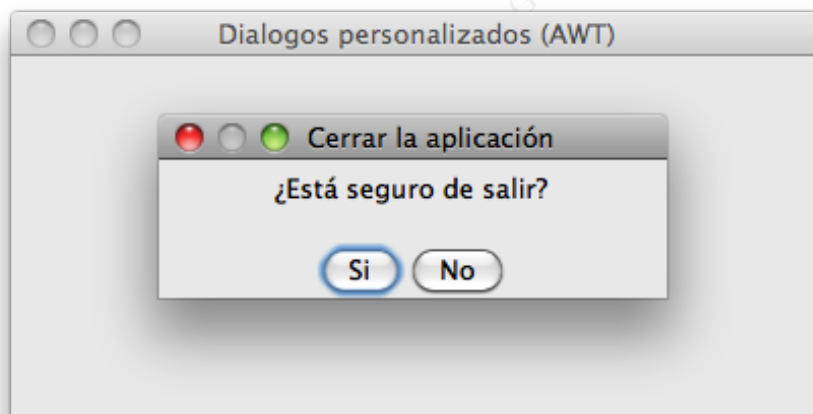 Dialogos personalizados (AWT)
Cerrar la aplicación
¿Está seguro de salir?
Si
No